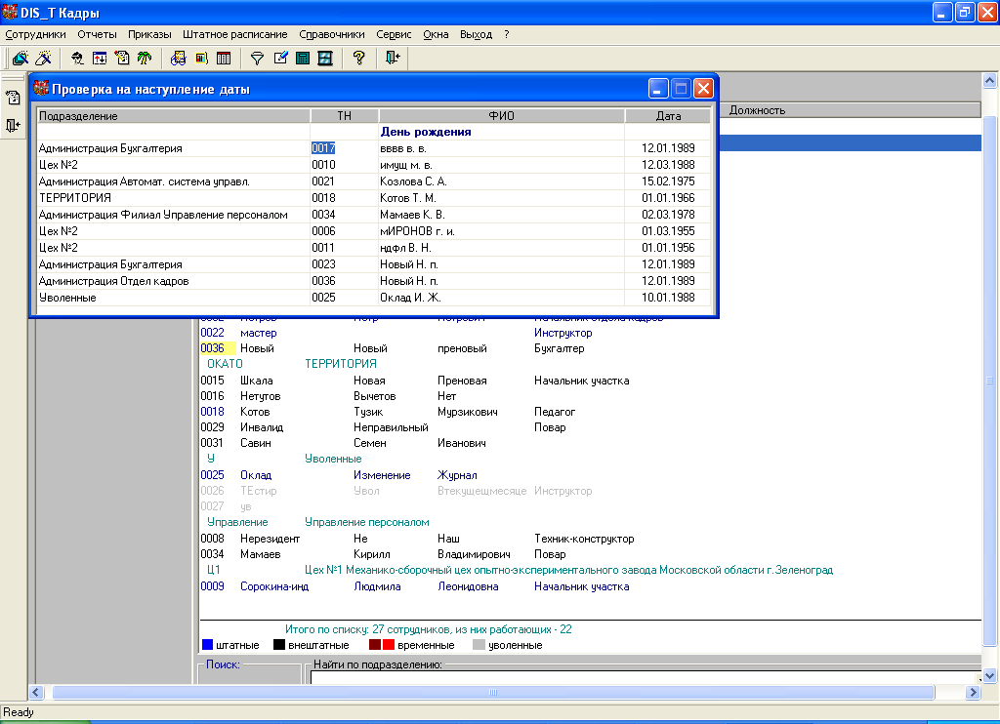 DIS_T Кадры
Сотрудники Отчеты Приказы Штатное расписание Справочники Сервис Окна Выход ?
Проверка на наступление даты
Подразделение ТН ФИО Дата
Должность
День рождения
Администрация Бухгалтерия 0017 вввв в. в. 12.01.1989
Цех №2 0010 имущ м. в. 12.03.1988
Администрация Автомат. система управл. 0021 Козлова С. А. 15.02.1975
ТЕРРИТОРИЯ 0018 Котов Т. М. 01.01.1966
Администрация Филиал Управление персоналом 0034 Мамаев К. В. 02.03.1978
Цех №2 0006 мИРОНОВ г. и. 01.03.1955
Цех №2 0011 ндфл В. Н. 01.01.1956
Администрация Бухгалтерия 0023 Новый Н. п. 12.01.1989
Администрация Отдел кадров 0036 Новый Н. п. 12.01.1989
Уволенные 0025 Оклад И. Ж. 10.01.1988
0022 мастер Инструктор
0036 Новый Новый преновый Бухгалтер
ОКАТО ТЕРРИТОРИЯ
0015 Шкала Новая Преновая Начальник участка
0016 Нетутов Вычетов Нет
0018 Котов Тузик Мурзикович Педагог
0029 Инвалид Неправильный Повар
0031 Савин Семен Иванович
У Уволенные
0025 Оклад Изменение Журнал
0026 ТЕстир Увол Втекущещмесяце Инструктор
0027 ув
Управление Управление персоналом
0008 Нерезидент Не Наш Техник-конструктор
0034 Мамаев Кирилл Владимирович Повар
Ц1 Цех №1 Механико-сборочный цех опытно-экспериментального завода Московской области г.Зеленоград
0009 Сорокина-инд Людмила Леонидовна Начальник участка
Итого по списку: 27 сотрудников, из них работающих - 22
штатные внештатные временные уволенные
Поиск: Найти по подразделению:
Ready